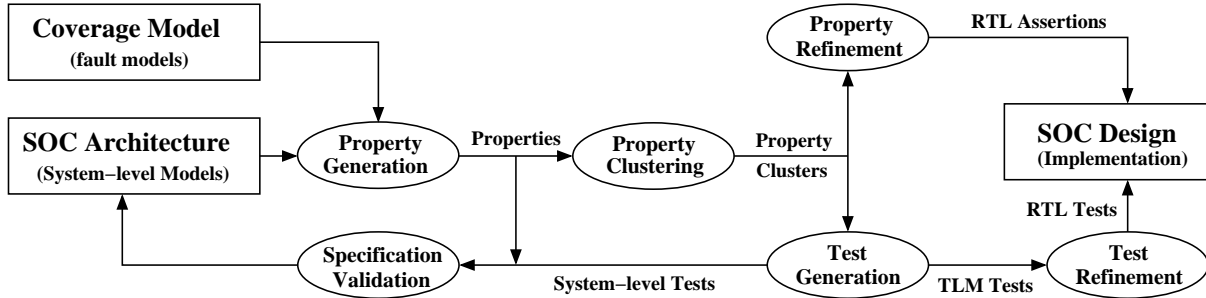 Coverage Model
(fault models)
SOC Architecture
(System−level Models)
Property
Generation
Properties
Property
Clustering
Property
Clusters
Property
Refinement
RTL Assertions
SOC Design
(Implementation)
RTL Tests
Specification
Validation
System−level Tests
Test
Generation
TLM Tests
Test
Refinement